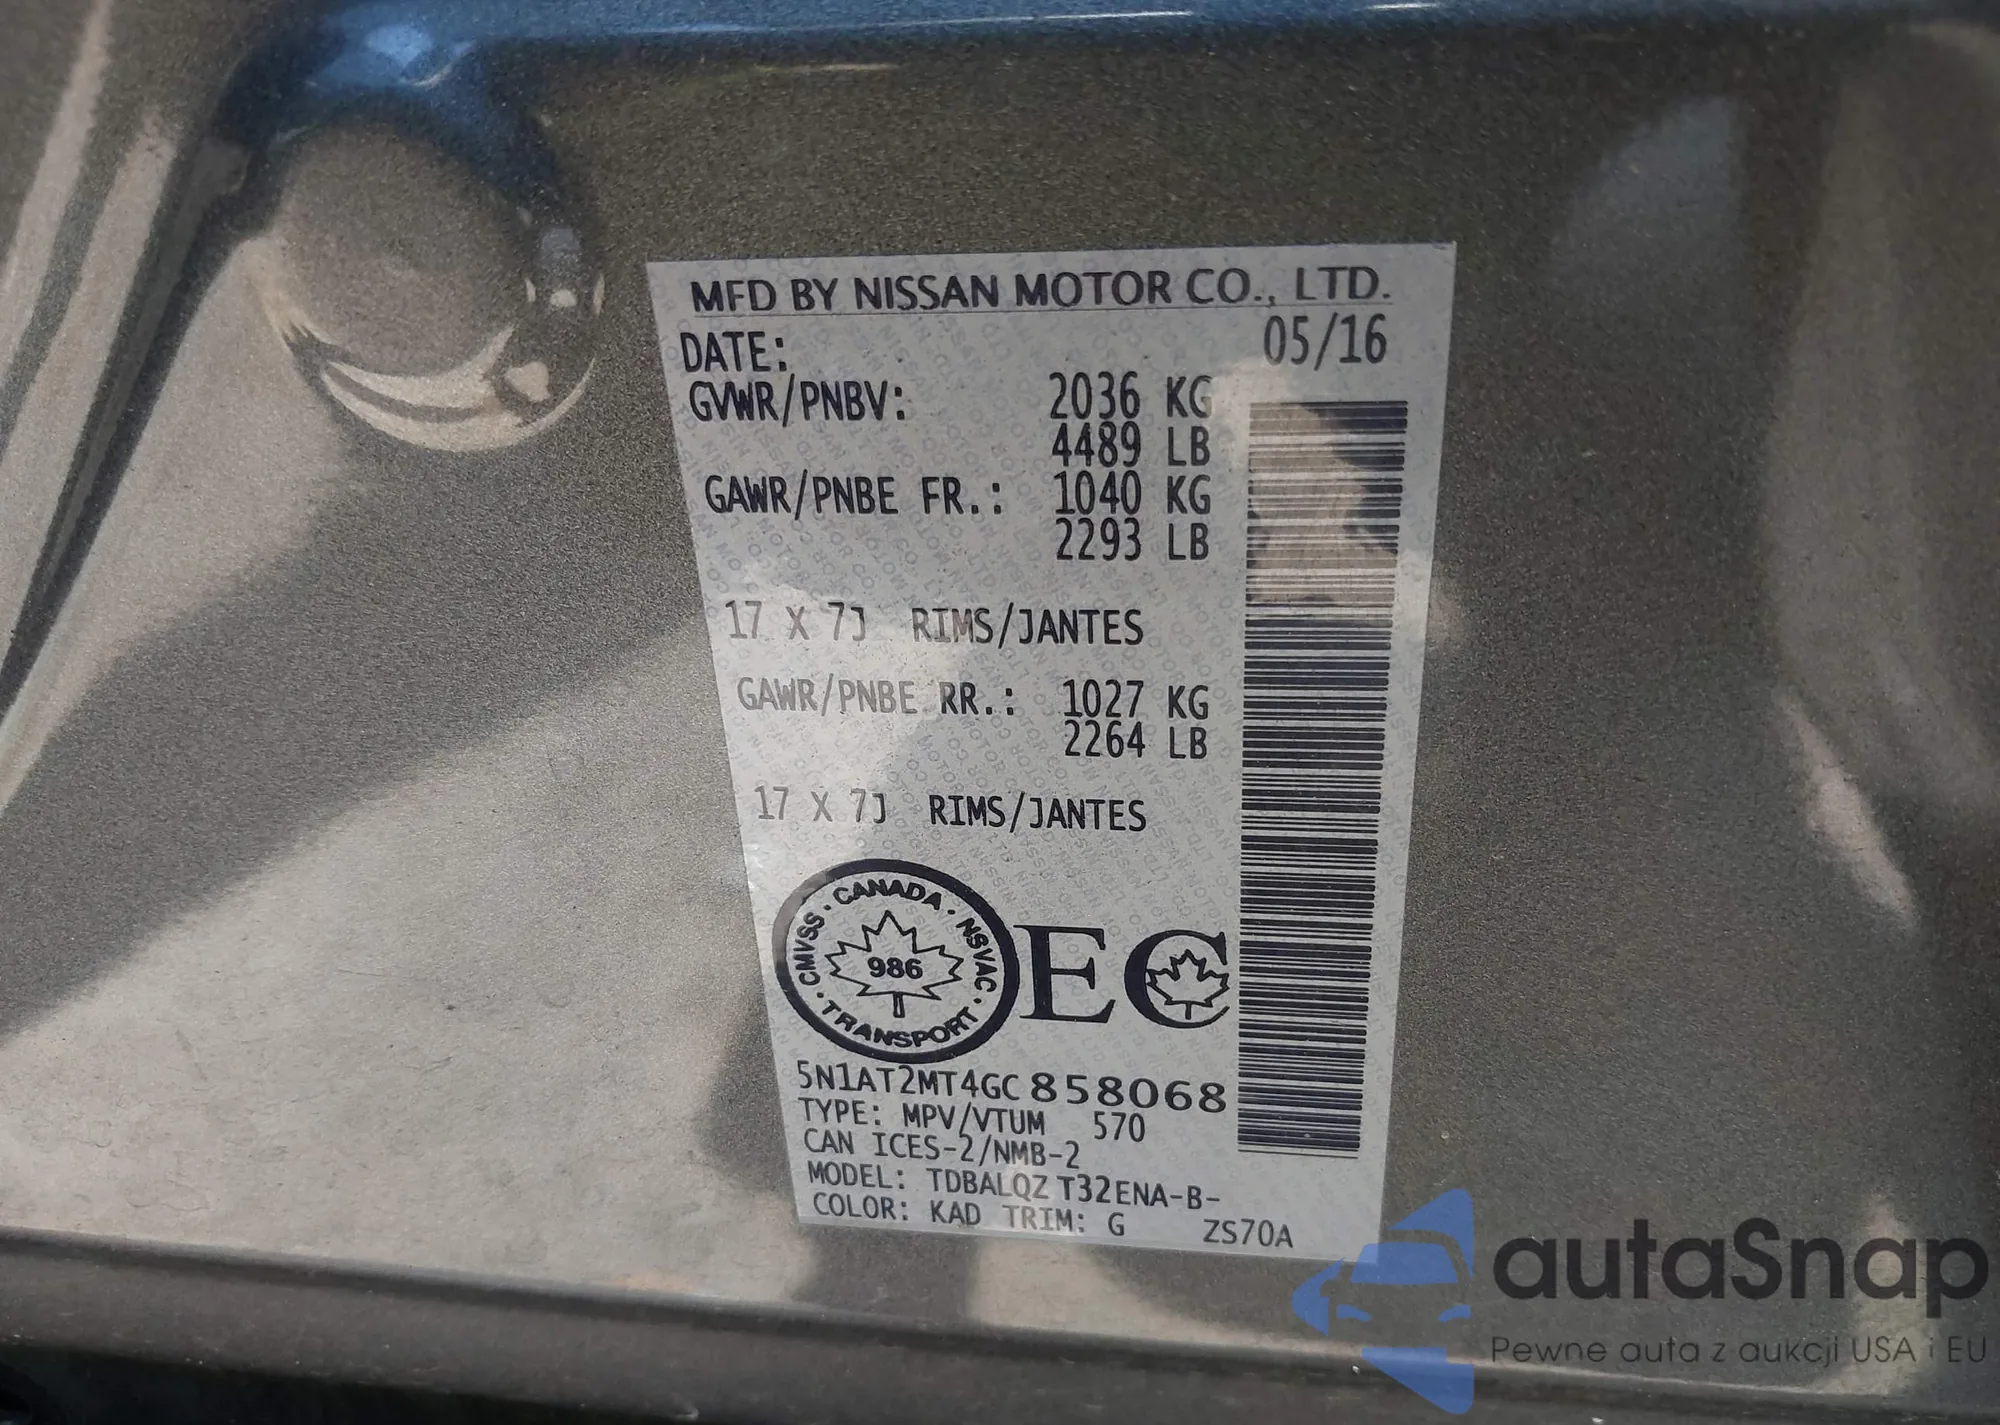 MFD BY NISSAN MOTOR CO., LTD.
DATE: 05/16
GVWR/PNBV: 2036 KG
4489 LB
GAWR/PNBE FR.: 1040 KG
2293 LB
17 X 7J RIMS/JANTES
GAWR/PNBE RR.: 1027 KG
2264 LB
17 X 7J RIMS/JANTES
CANADA · NSVAC · TRANSPORT · CMVSS ·
986
EC
5N1AT2MT4GC858068
TYPE: MPV/VTUM 570
CAN ICES-2/NMB-2
MODEL: TDBALQZ T32ENA-B-
COLOR: KAD TRIM: G ZS70A
autaSnap
Pewne auta z aukcji USA i EU